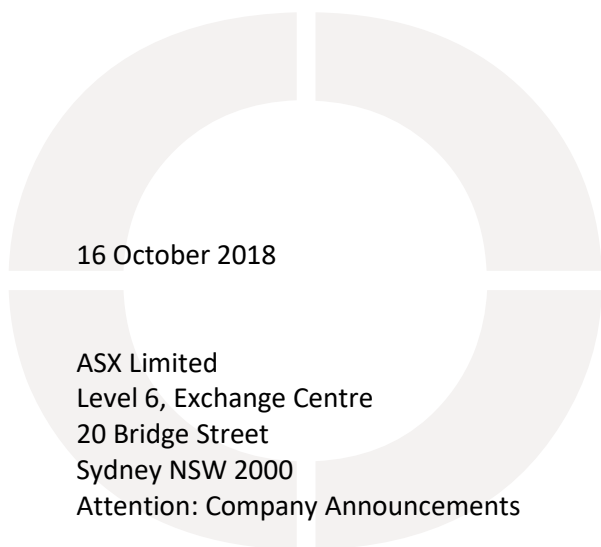 16 October 2018
ASX Limited
Level 6, Exchange Centre
20 Bridge Street
Sydney NSW 2000
Attention: Company Announcements